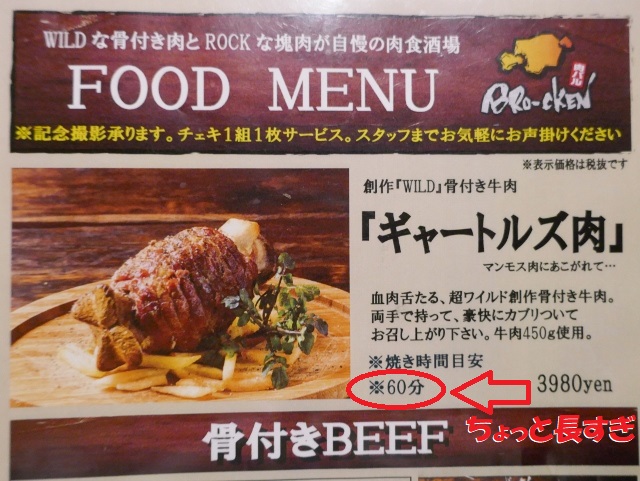 WILDな骨付き肉とROCKな塊肉が自慢の肉食酒場
FOOD MENU
肉バル
BRO-CKEN
※記念撮影承ります。チェキ1組1枚サービス。スタッフまでお気軽にお声掛けください
※表示価格は税抜です
創作『WILD』骨付き牛肉
「ギャートルズ肉」
マンモス肉にあこがれて…
血肉舌たる、超ワイルド創作骨付き牛肉。
両手で持って、豪快にカブリついて
お召し上がり下さい。牛肉450g使用。
※焼き時間目安
※60分
3980yen
ちょっと長すぎ
骨付きBEEF